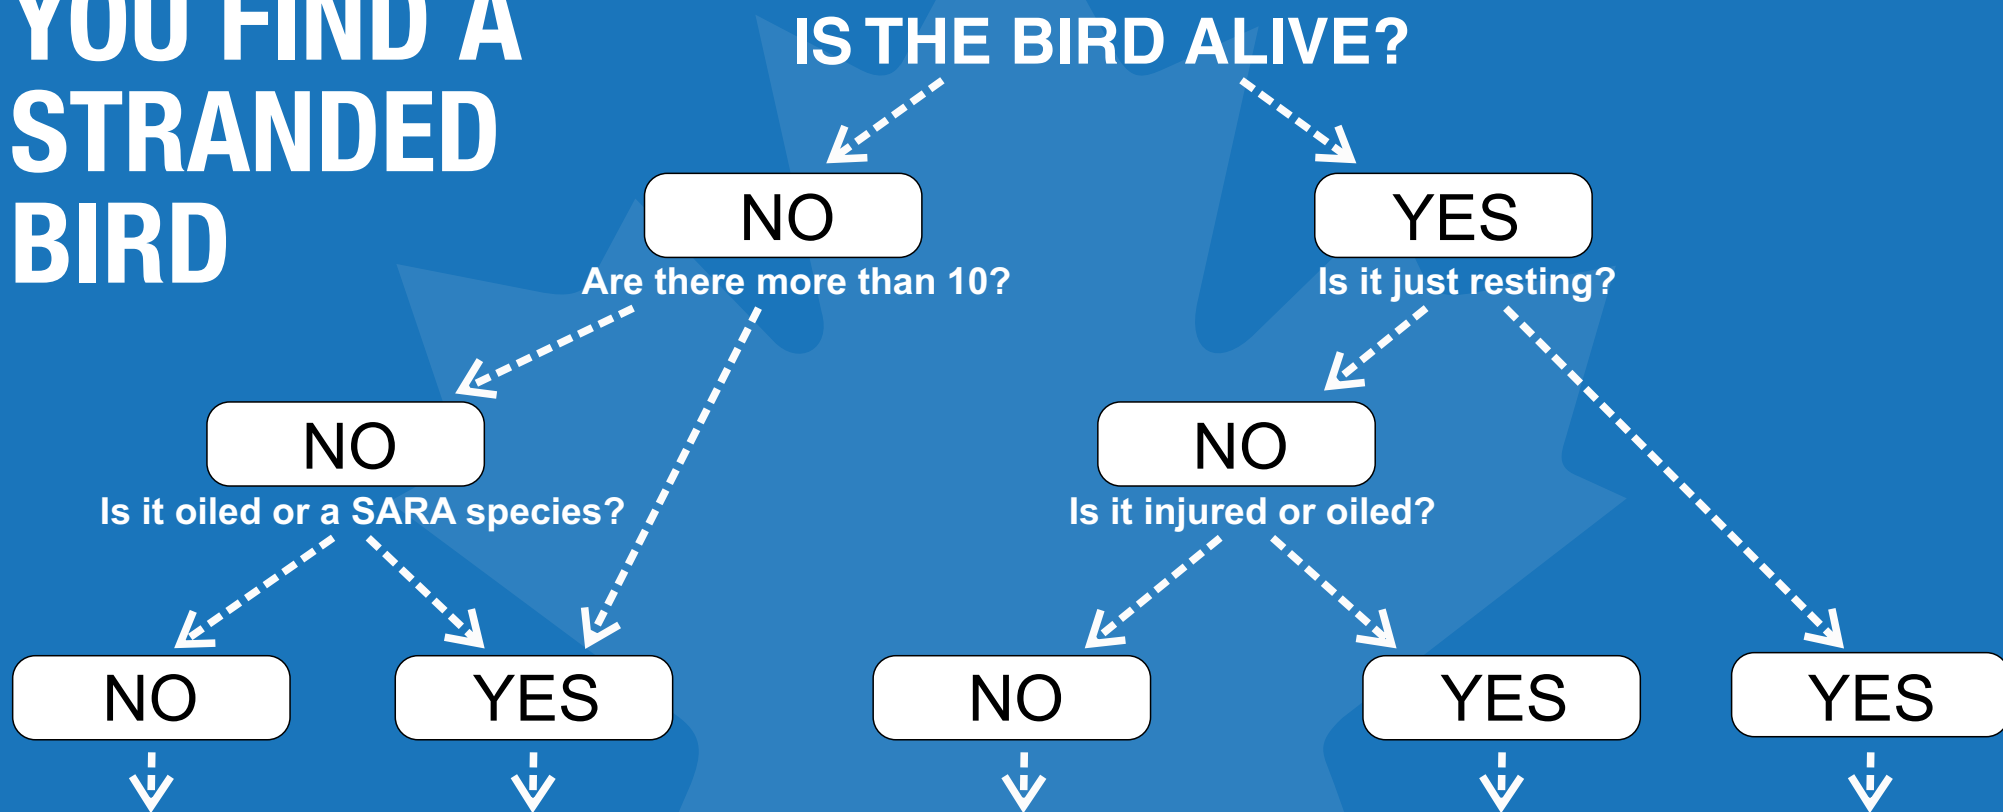 YOU FIND A
STRANDED
BIRD
IS THE BIRD ALIVE?
NO
YES
Are there more than 10?
Is it just resting?
NO
NO
Is it oiled or a SARA species?
Is it injured or oiled?
NO
YES
NO
YES
YES